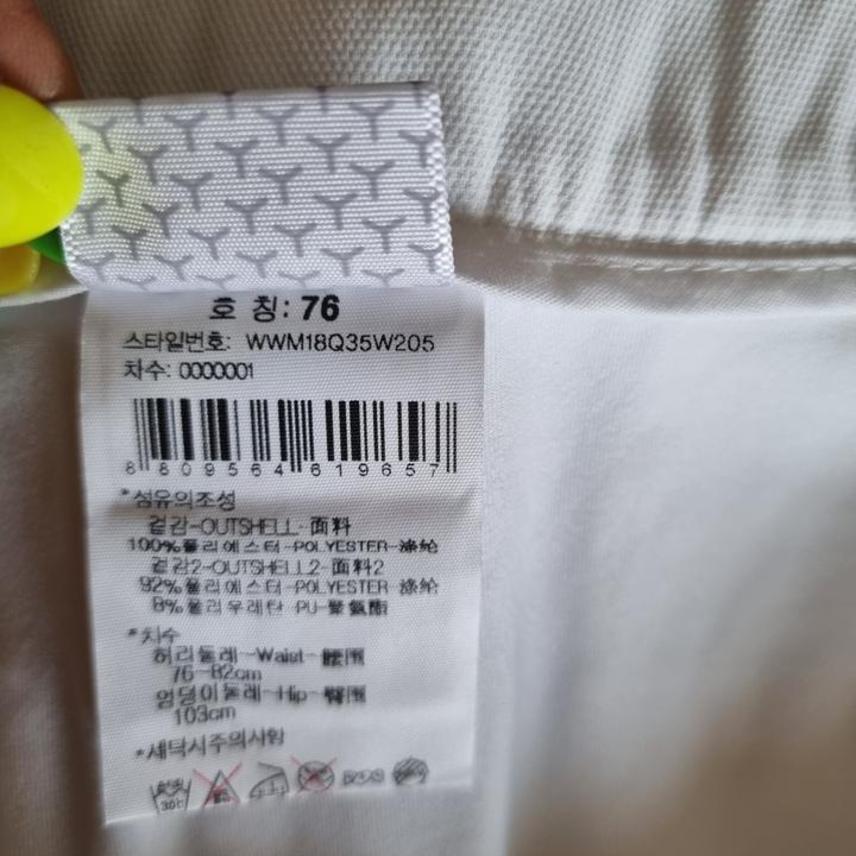 호 칭: 76
스타일번호: WWM18Q35W205
차수: 0000001
8 809564 619657
*섬유의조성
겉감-OUTSHELL-面料
100%폴리에스터-POLYESTER-涤纶
겉감2-OUTSHELL2-面料2
92%폴리에스터-POLYESTER-涤纶
8%폴리우레탄-PU-聚氨酯
*치수
허리둘레-Waist-腰围
76~82cm
엉덩이둘레-Hip-臀围
103cm
*세탁시주의사항